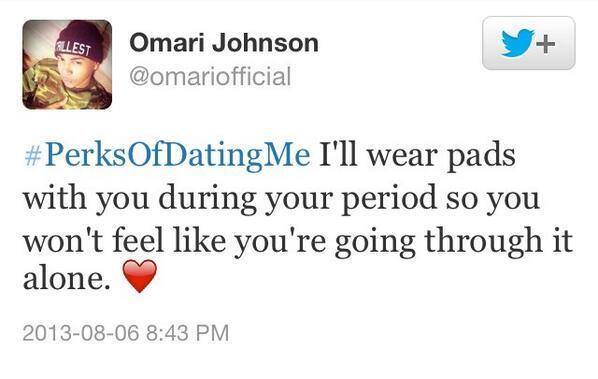 TRILLEST
Omari Johnson
@omariofficial
+
#PerksOfDatingMe I'll wear pads
with you during your period so you
won't feel like you're going through it
alone. ❤️
2013-08-06 8:43 PM